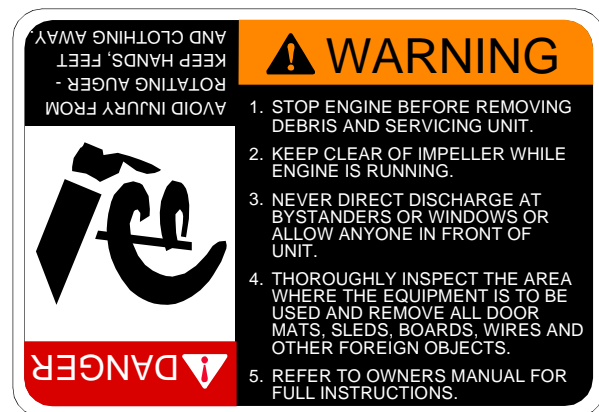 DANGER
AVOID INJURY FROM
ROTATING AUGER -
KEEP HANDS, FEET
AND CLOTHING AWAY.
WARNING
1. STOP ENGINE BEFORE REMOVING
DEBRIS AND SERVICING UNIT.
2. KEEP CLEAR OF IMPELLER WHILE
ENGINE IS RUNNING.
3. NEVER DIRECT DISCHARGE AT
BYSTANDERS OR WINDOWS OR
ALLOW ANYONE IN FRONT OF
UNIT.
4. THOROUGHLY INSPECT THE AREA
WHERE THE EQUIPMENT IS TO BE
USED AND REMOVE ALL DOOR
MATS, SLEDS, BOARDS, WIRES AND
OTHER FOREIGN OBJECTS.
5. REFER TO OWNERS MANUAL FOR
FULL INSTRUCTIONS.